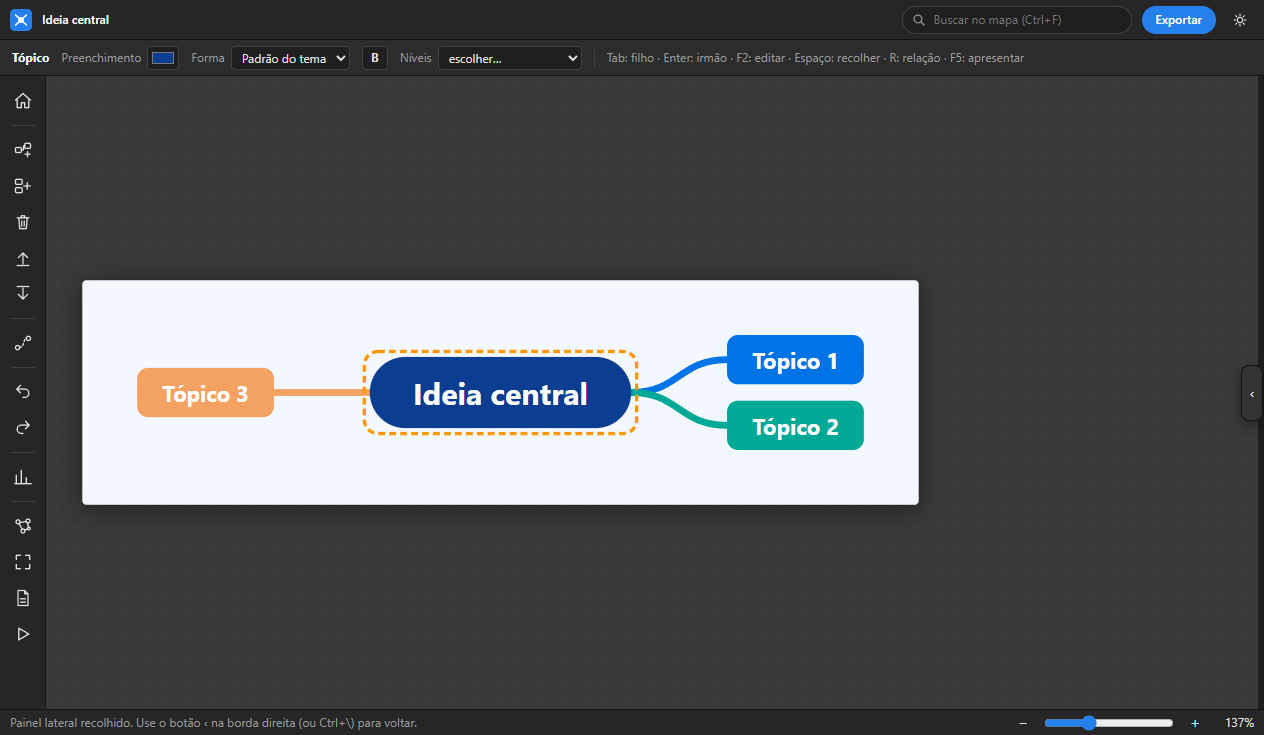 Ideia central
Buscar no mapa (Ctrl+F)
Exportar
Tópico
Preenchimento
Forma
Padrão do tema
B
Níveis
escolher...
Tab: filho · Enter: irmão · F2: editar · Espaço: recolher · R: relação · F5: apresentar
Tópico 3
Ideia central
Tópico 1
Tópico 2
‹
Painel lateral recolhido. Use o botão ‹ na borda direita (ou Ctrl+\) para voltar.
−
+
137%